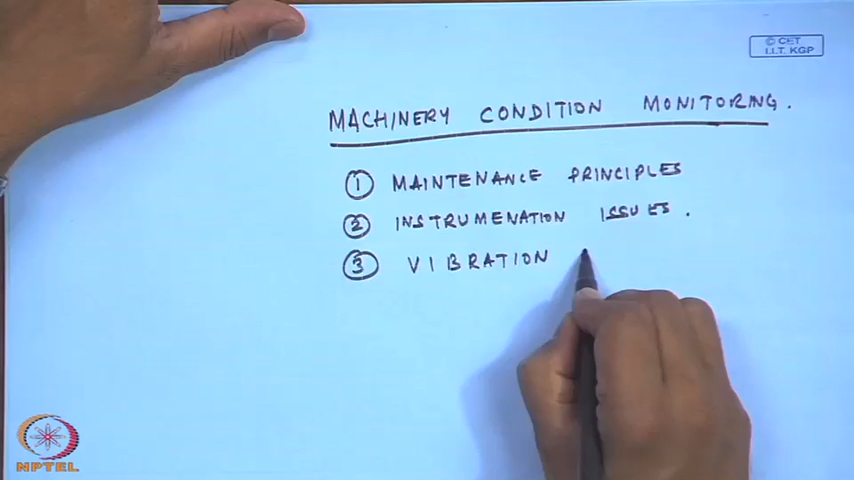 © CET
I.I.T. KGP
MACHINERY CONDITION MONITORING.
① MAINTENANCE PRINCIPLES
② INSTRUMENATION ISSUES.
③ VIBRATION
NPTEL